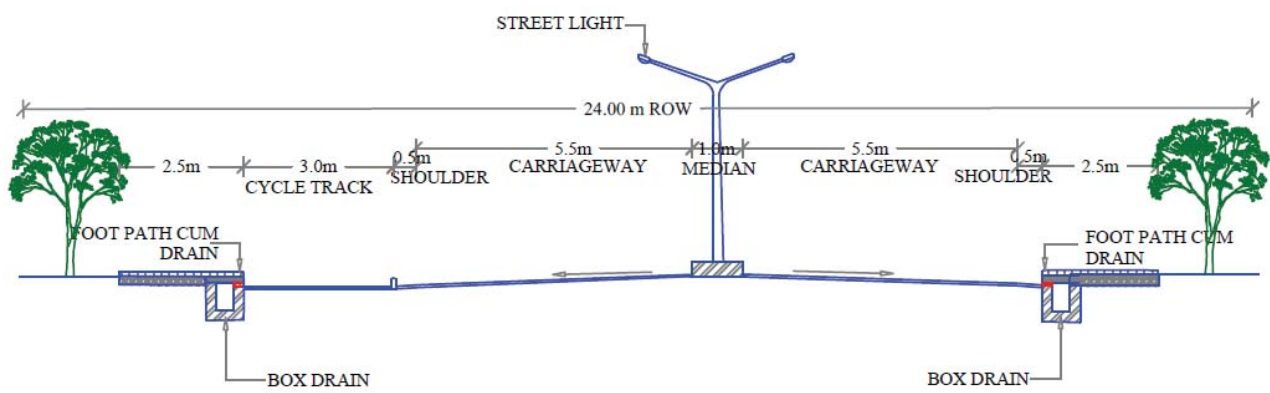 STREET LIGHT
24.00 m ROW
2.5m
3.0m
CYCLE TRACK
0.5m
SHOULDER
5.5m
CARRIAGEWAY
1.0m
MEDIAN
5.5m
CARRIAGEWAY
0.5m
SHOULDER
2.5m
FOOT PATH CUM
DRAIN
FOOT PATH CUM
DRAIN
BOX DRAIN
BOX DRAIN